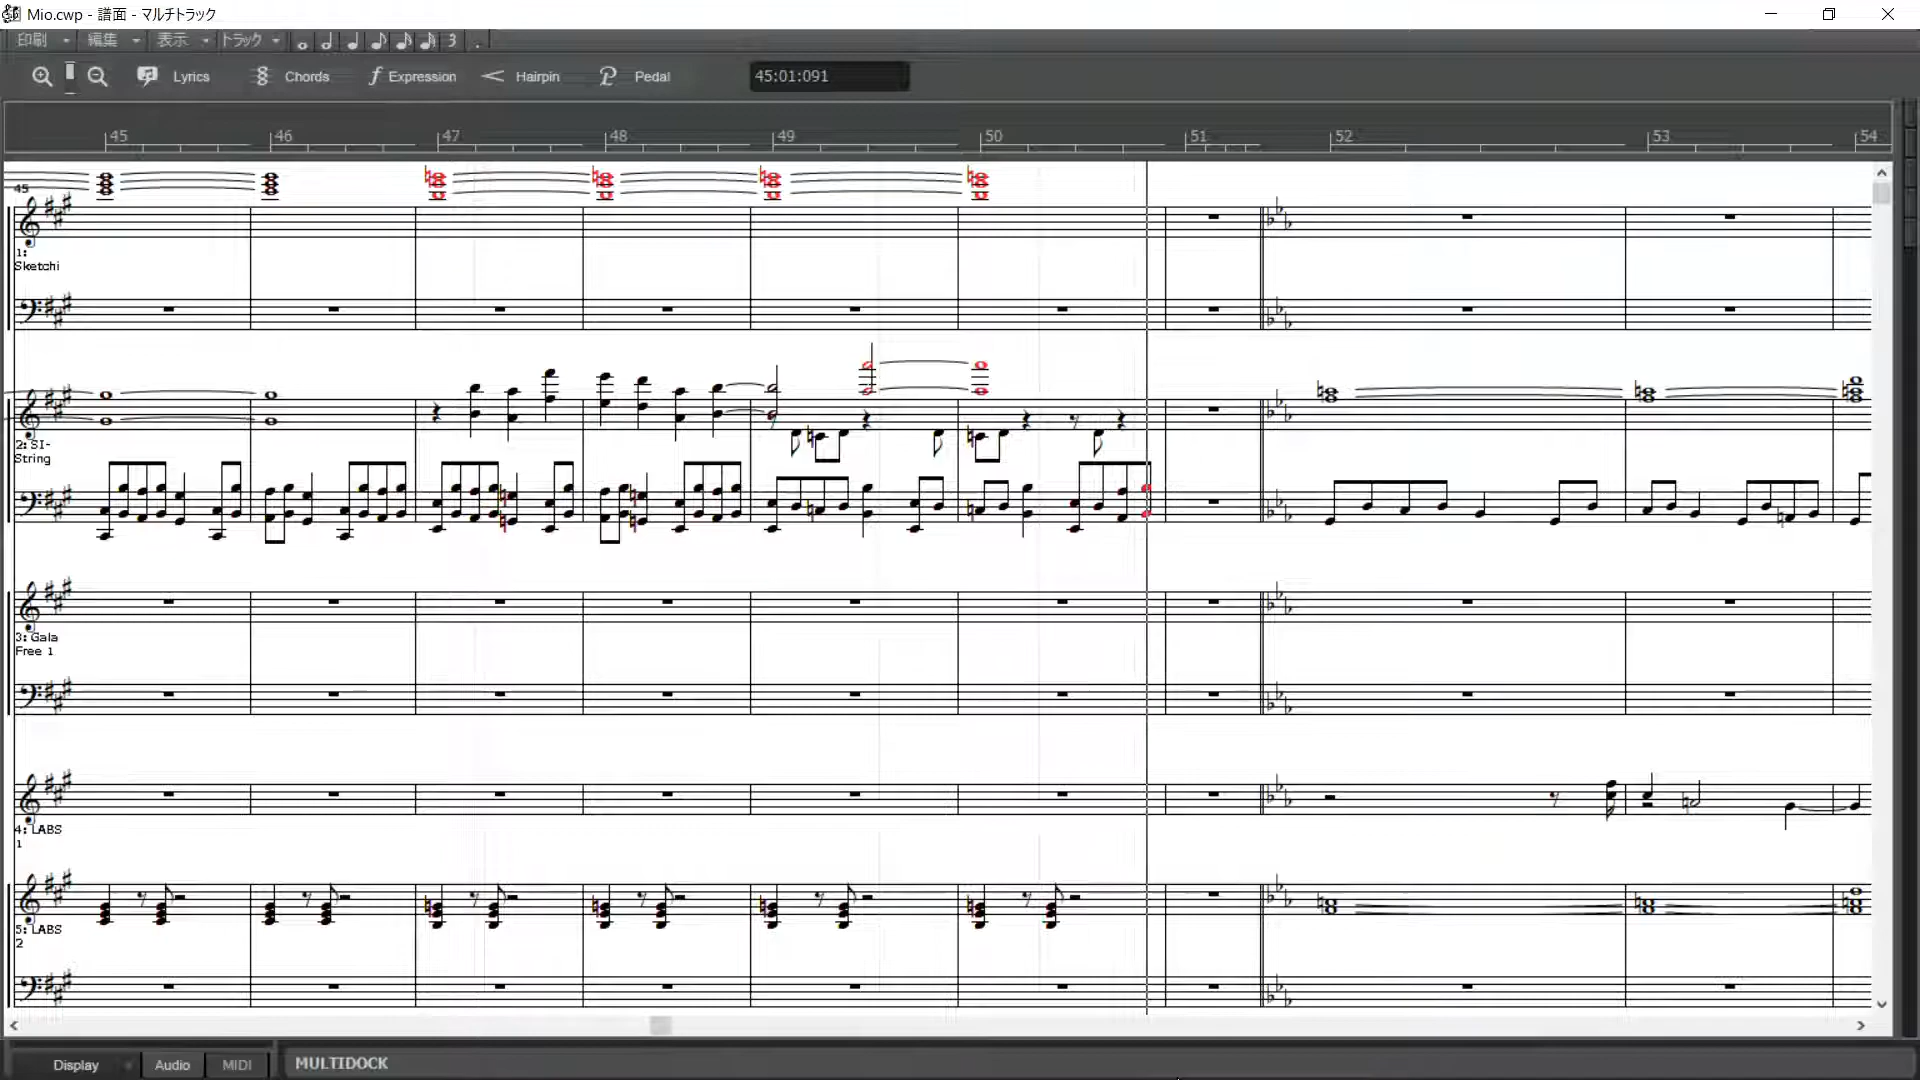 Mio.cwp - 譜面 - マルチトラック
印刷 編集 表示 トラック 3 .
Lyrics Chords Expression Hairpin Pedal 45:01:091
45 46 47 48 49 50 51 52 53 54
45
1:
Sketchi
2: SI-
String
3: Gala
Free 1
4: LABS
1
5: LABS
2
Display Audio MIDI MULTIDOCK